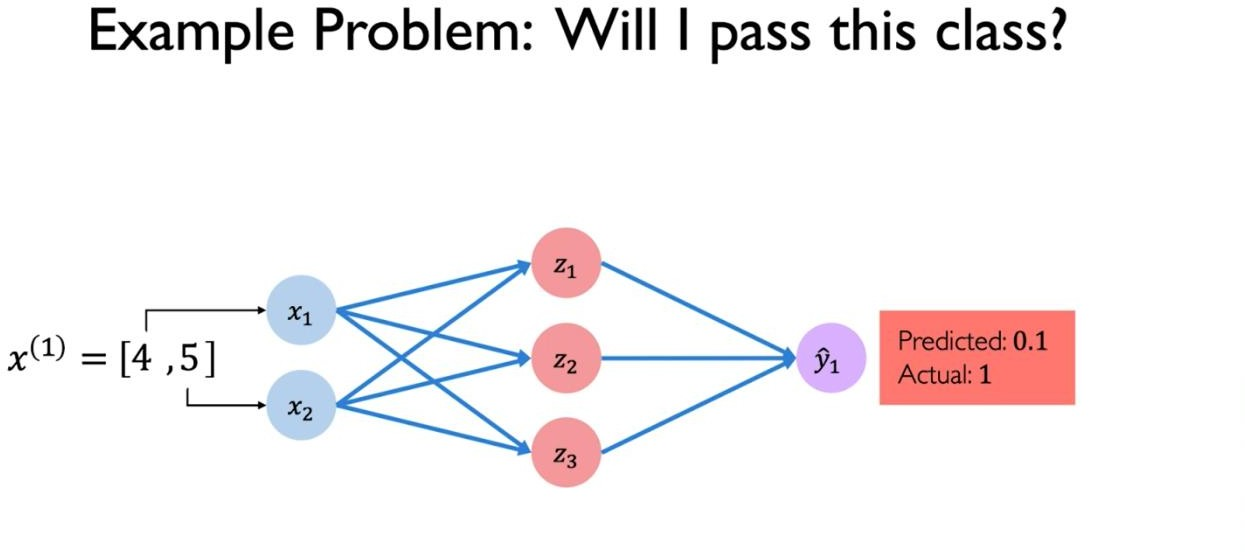 Example Problem: Will I pass this class?
z₁
x₁
x⁽¹⁾ = [4 ,5]
z₂
ŷ₁
Predicted: 0.1
Actual: 1
x₂
z₃